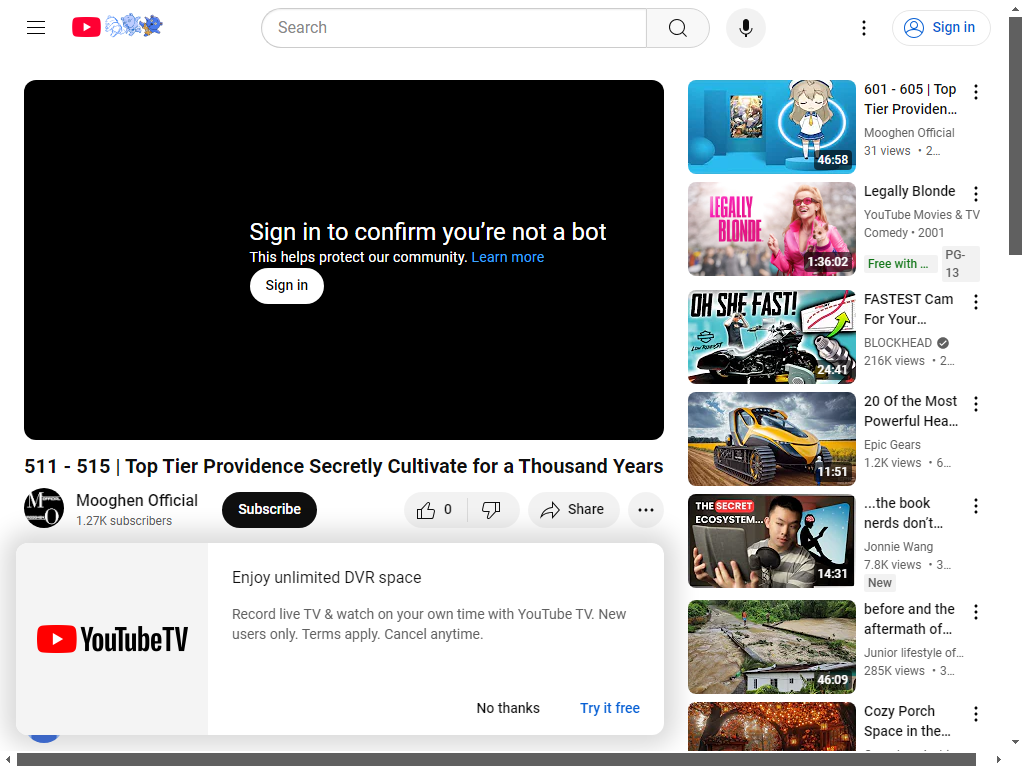 Search
Sign in
Sign in to confirm you’re not a bot
This helps protect our community. Learn more
Sign in
511 - 515 | Top Tier Providence Secretly Cultivate for a Thousand Years
Mooghen Official
1.27K subscribers
Subscribe
0
Share
Enjoy unlimited DVR space
Record live TV & watch on your own time with YouTube TV. New
users only. Terms apply. Cancel anytime.
YouTubeTV
No thanks
Try it free
601 - 605 | Top
Tier Providen...
Mooghen Official
31 views • 2...
46:58
Legally Blonde
YouTube Movies & TV
Comedy • 2001
Free with ...
PG-
13
LEGALLY
BLONDE
1:36:02
FASTEST Cam
For Your...
BLOCKHEAD
216K views • 2...
OH SHE FAST!
24:41
20 Of the Most
Powerful Hea...
Epic Gears
1.2K views • 6...
11:51
...the book
nerds don’t...
Jonnie Wang
7.8K views • 3...
New
THE SECRET
ECOSYSTEM...
14:31
before and the
aftermath of...
Junior lifestyle of...
285K views • 3...
46:09
Cozy Porch
Space in the...